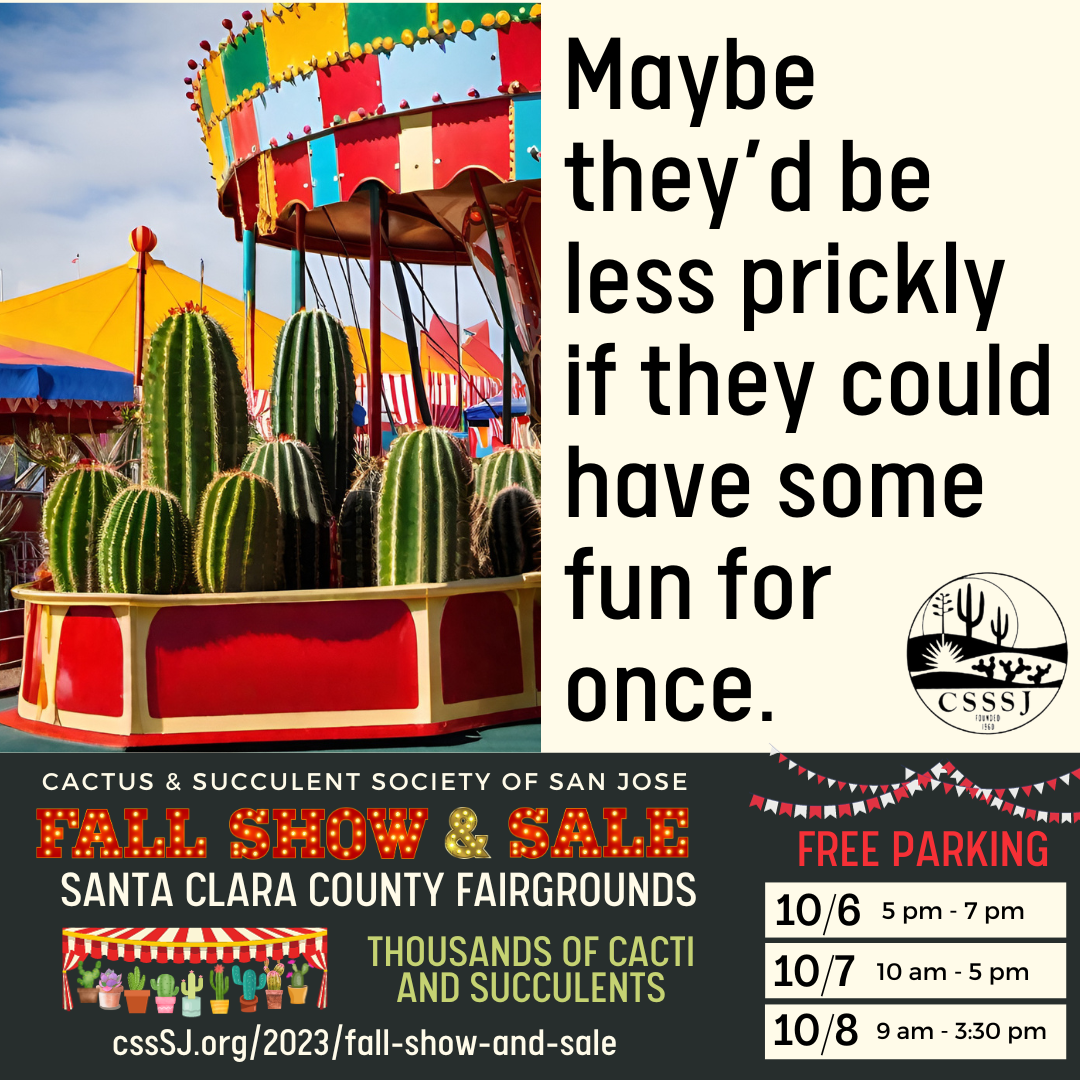 Maybe
they'd be
less prickly
if they could
have some
fun for
once.
CSSSJ
FOUNDED
1960
CACTUS & SUCCULENT SOCIETY OF SAN JOSE
FALL SHOW & SALE
SANTA CLARA COUNTY FAIRGROUNDS
THOUSANDS OF CACTI
AND SUCCULENTS
cssSJ.org/2023/fall-show-and-sale
FREE PARKING
10/6 5 pm - 7 pm
10/7 10 am - 5 pm
10/8 9 am - 3:30 pm